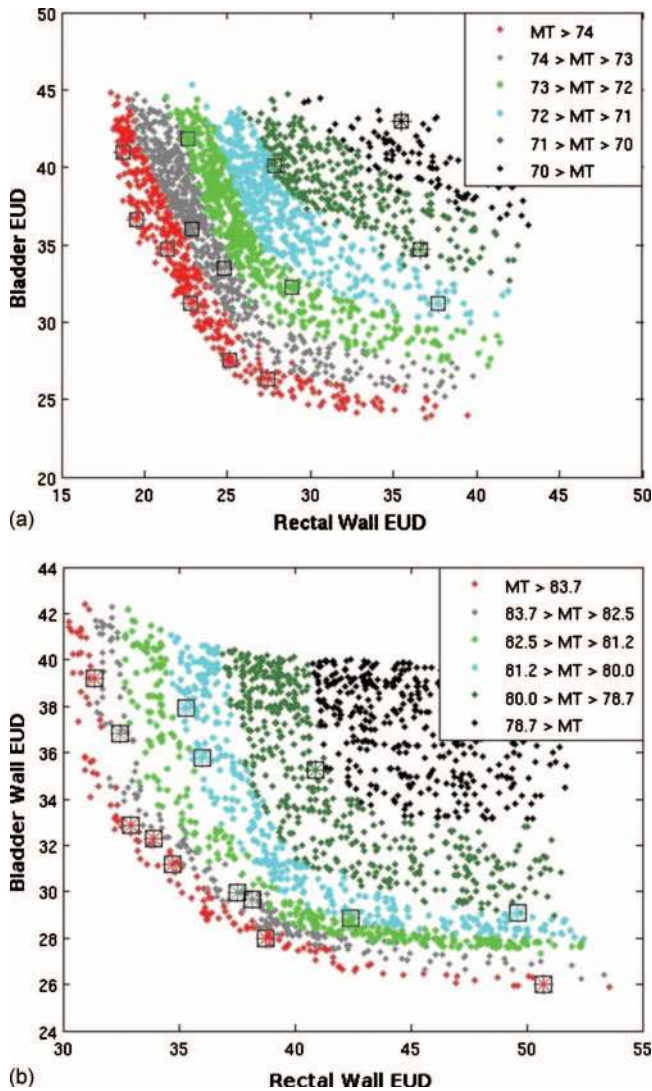 50
45
40
35
30
25
20
Bladder EUD
MT > 74
74 > MT > 73
73 > MT > 72
72 > MT > 71
71 > MT > 70
70 > MT
15 20 25 30 35 40 45 50
(a) Rectal Wall EUD
44
42
40
38
36
34
32
30
28
26
24
Bladder Wall EUD
MT > 83.7
83.7 > MT > 82.5
82.5 > MT > 81.2
81.2 > MT > 80.0
80.0 > MT > 78.7
78.7 > MT
30 35 40 45 50 55
(b) Rectal Wall EUD